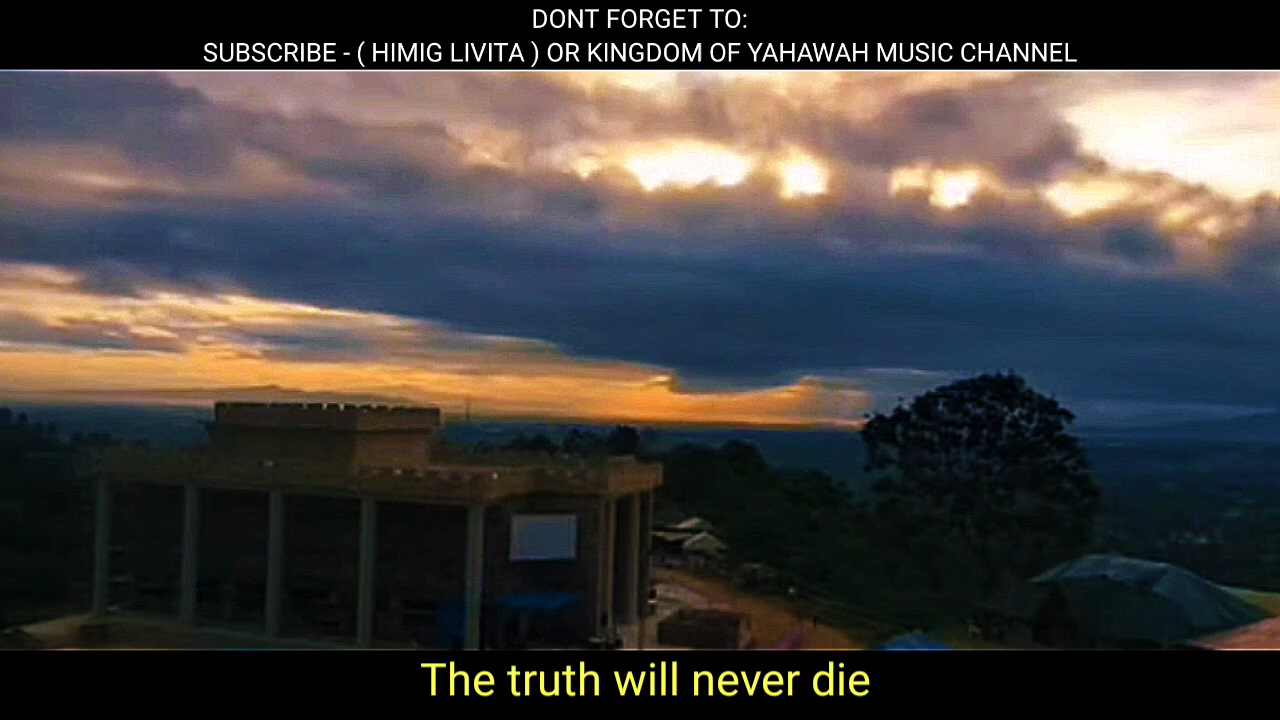 DONT FORGET TO:
SUBSCRIBE - ( HIMIG LIVITA ) OR KINGDOM OF YAHAWAH MUSIC CHANNEL
The truth will never die